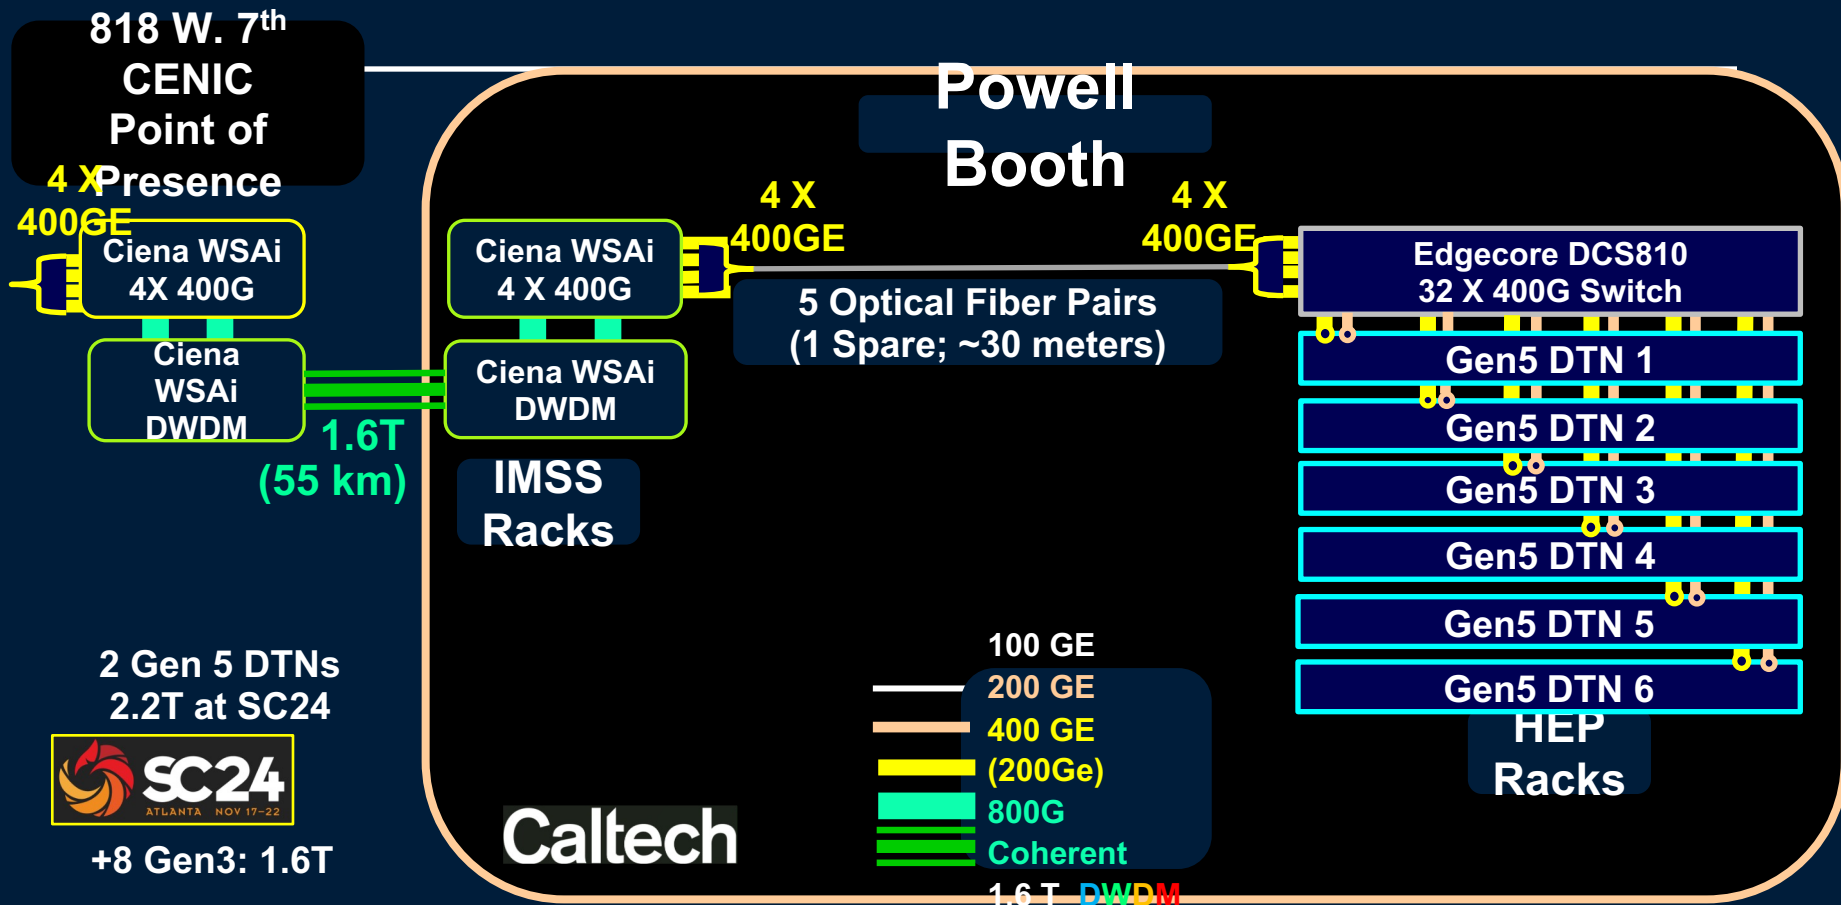 818 W. 7th
CENIC
Point of
Presence
4 X
400GE
Ciena WSAi
4X 400G
Ciena
WSAi
DWDM
1.6T
(55 km)
Powell
Booth
Ciena WSAi
4 X 400G
Ciena WSAi
DWDM
IMSS
Racks
4 X
400GE
4 X
400GE
5 Optical Fiber Pairs
(1 Spare; ~30 meters)
Edgecore DCS810
32 X 400G Switch
Gen5 DTN 1
Gen5 DTN 2
Gen5 DTN 3
Gen5 DTN 4
Gen5 DTN 5
Gen5 DTN 6
HEP
Racks
2 Gen 5 DTNs
2.2T at SC24
SC24
ATLANTA NOV 17-22
+8 Gen3: 1.6T
Caltech
100 GE
200 GE
400 GE
(200Ge)
800G
Coherent
1.6 T DWDM